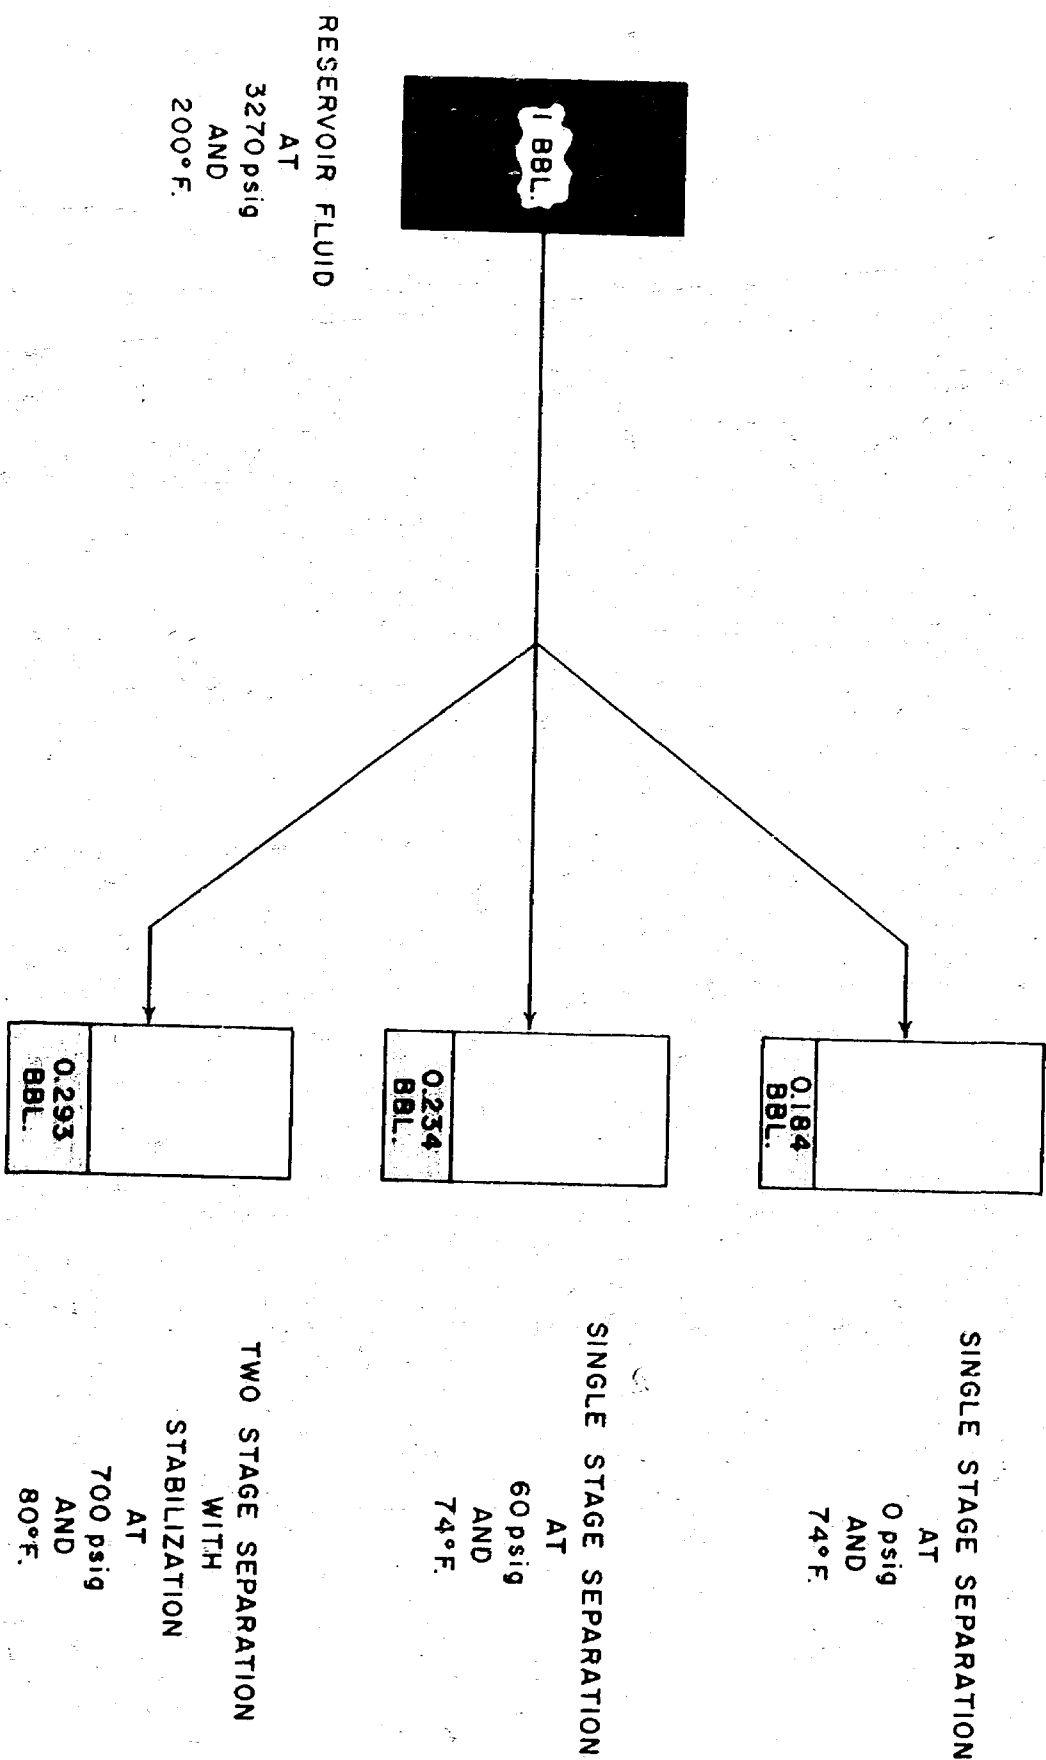 1 BBL.
RESERVOIR FLUID
AT
3270 psig
AND
200° F.
0.184
BBL.
SINGLE STAGE SEPARATION
AT
0 psig
AND
74° F.
0.234
BBL.
SINGLE STAGE SEPARATION
AT
60 psig
AND
74° F.
0.293
BBL.
TWO STAGE SEPARATION
WITH
STABILIZATION
AT
700 psig
AND
80° F.